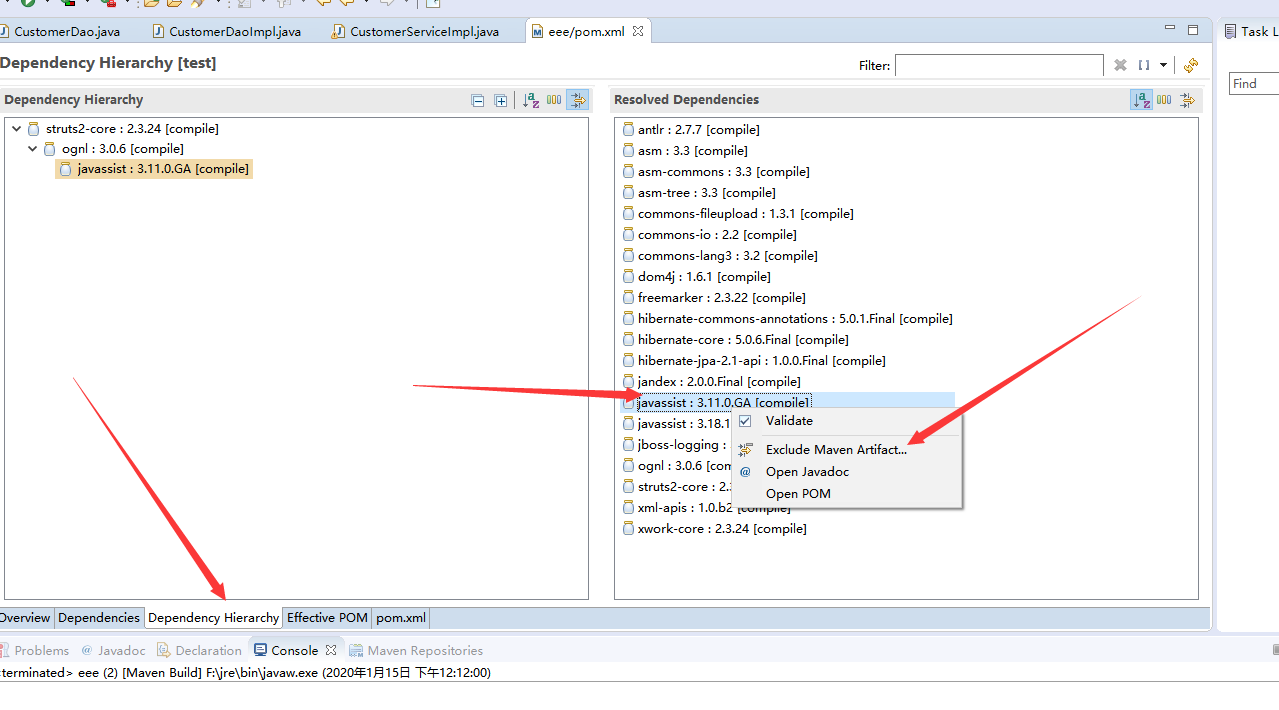 CustomerDao.java
CustomerDaoImpl.java
CustomerServiceImpl.java
eee/pom.xml
Task L
Dependency Hierarchy [test]
Filter:
Find
Dependency Hierarchy
struts2-core : 2.3.24 [compile]
ognl : 3.0.6 [compile]
javassist : 3.11.0.GA [compile]
Resolved Dependencies
antlr : 2.7.7 [compile]
asm : 3.3 [compile]
asm-commons : 3.3 [compile]
asm-tree : 3.3 [compile]
commons-fileupload : 1.3.1 [compile]
commons-io : 2.2 [compile]
commons-lang3 : 3.2 [compile]
dom4j : 1.6.1 [compile]
freemarker : 2.3.22 [compile]
hibernate-commons-annotations : 5.0.1.Final [compile]
hibernate-core : 5.0.6.Final [compile]
hibernate-jpa-2.1-api : 1.0.0.Final [compile]
jandex : 2.0.0.Final [compile]
javassist : 3.11.0.GA [compile]
javassist : 3.18.1
jboss-logging :
ognl : 3.0.6 [com
struts2-core : 2.
xml-apis : 1.0.b2 [compile]
xwork-core : 2.3.24 [compile]
Validate
Exclude Maven Artifact...
Open Javadoc
Open POM
Overview
Dependencies
Dependency Hierarchy
Effective POM
pom.xml
Problems
@ Javadoc
Declaration
Console
Maven Repositories
<terminated> eee (2) [Maven Build] F:\jre\bin\javaw.exe (2020年1月15日 下午12:12:00)